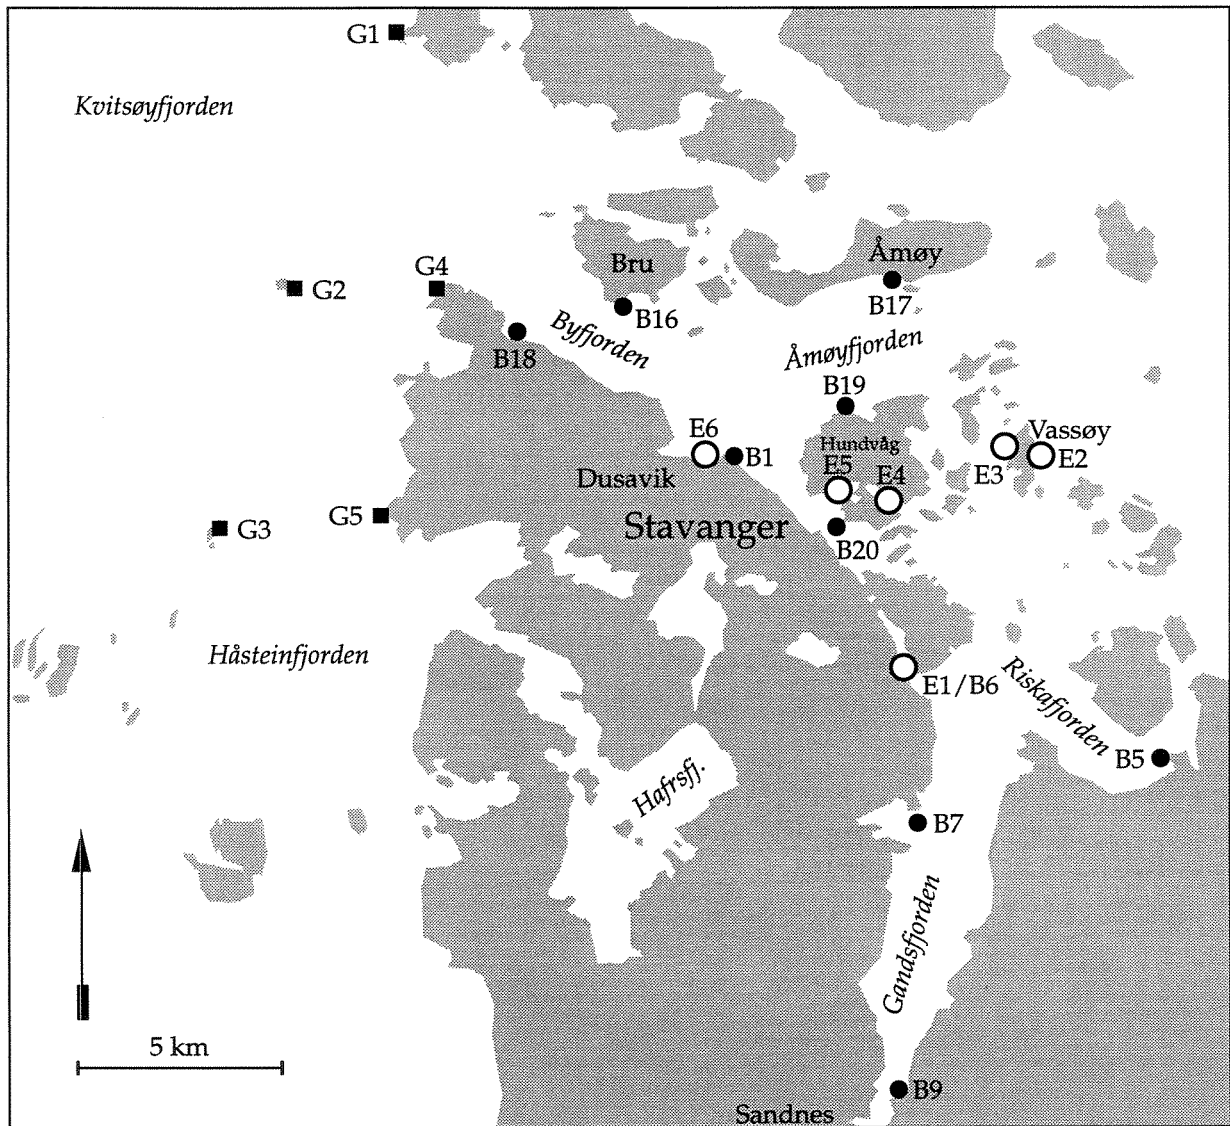 G1
Kvitsøyfjorden
G4
G2
Bru
Åmøy
B16
B17
Byfjorden
B18
Åmøyfjorden
B19
E6
B1
Hundvåg
Vassøy
E5
E4
E3
E2
Dusavik
G3
G5
Stavanger
B20
Håsteinfjorden
E1/B6
Riskafjorden
B5
Hafrsfj.
B7
Gandsfjorden
5 km
B9
Sandnes